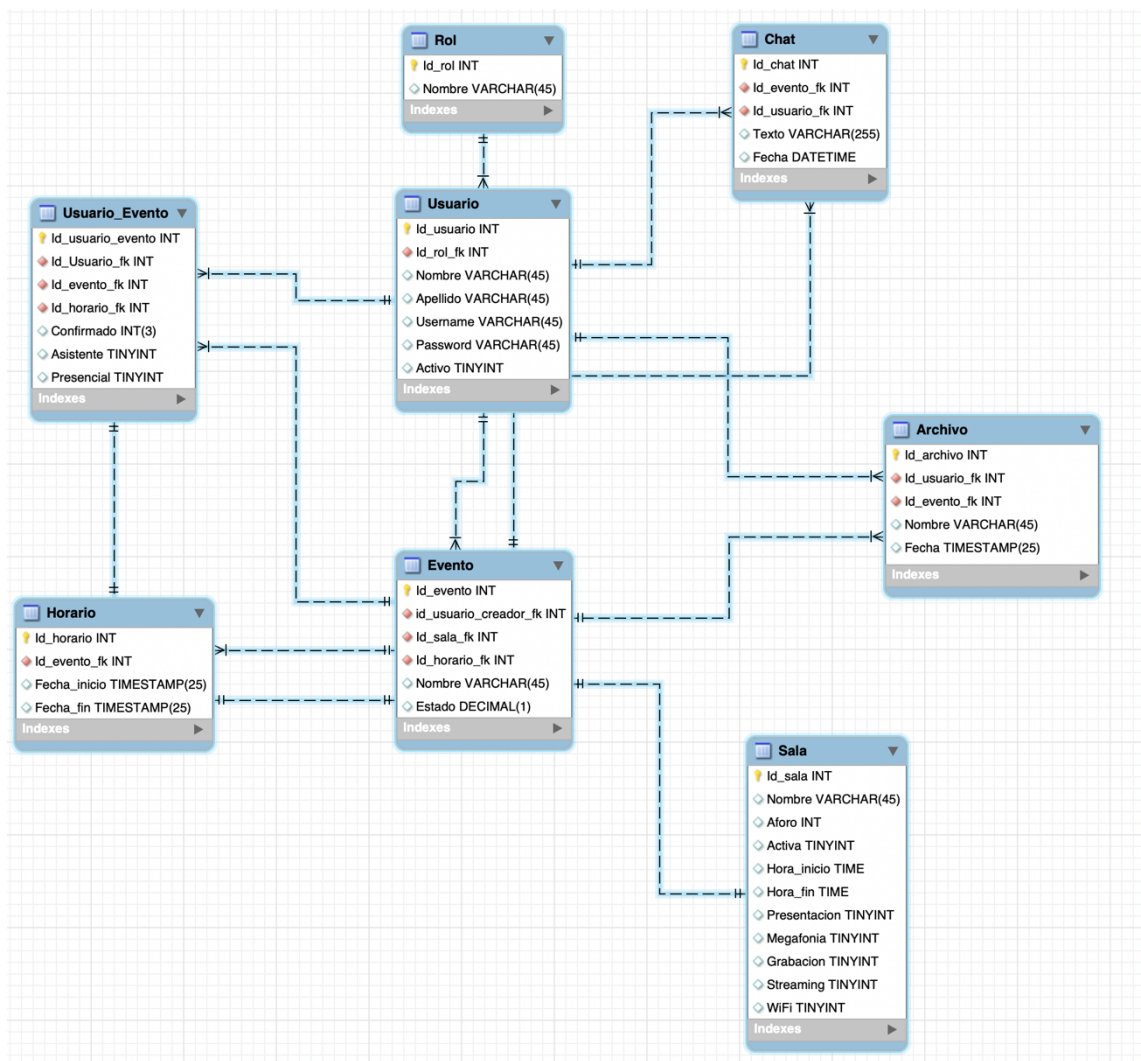 Rol
Id_rol INT
Nombre VARCHAR(45)
Indexes
Chat
Id_chat INT
Id_evento_fk INT
Id_usuario_fk INT
Texto VARCHAR(255)
Fecha DATETIME
Indexes
Usuario_Evento
Id_usuario_evento INT
Id_Usuario_fk INT
Id_evento_fk INT
Id_horario_fk INT
Confirmado INT(3)
Asistente TINYINT
Presencial TINYINT
Indexes
Usuario
Id_usuario INT
Id_rol_fk INT
Nombre VARCHAR(45)
Apellido VARCHAR(45)
Username VARCHAR(45)
Password VARCHAR(45)
Activo TINYINT
Indexes
Archivo
Id_archivo INT
Id_usuario_fk INT
Id_evento_fk INT
Nombre VARCHAR(45)
Fecha TIMESTAMP(25)
Indexes
Horario
Id_horario INT
Id_evento_fk INT
Fecha_inicio TIMESTAMP(25)
Fecha_fin TIMESTAMP(25)
Indexes
Evento
Id_evento INT
id_usuario_creador_fk INT
Id_sala_fk INT
Id_horario_fk INT
Nombre VARCHAR(45)
Estado DECIMAL(1)
Indexes
Sala
Id_sala INT
Nombre VARCHAR(45)
Aforo INT
Activa TINYINT
Hora_inicio TIME
Hora_fin TIME
Presentacion TINYINT
Megafonia TINYINT
Grabacion TINYINT
Streaming TINYINT
WiFi TINYINT
Indexes